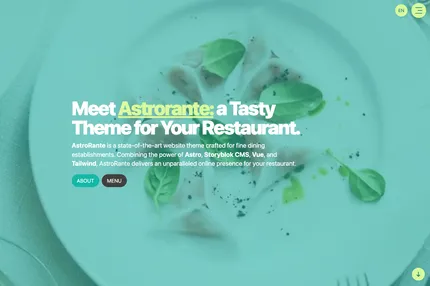 EN
Meet Astrorante: a Tasty
Theme for Your Restaurant.
AstroRante is a state-of-the-art website theme crafted for fine dining
establishments. Combining the power of Astro, Storyblok CMS, Vue, and
Tailwind, AstroRante delivers an unparalleled online presence for your restaurant.
ABOUT MENU